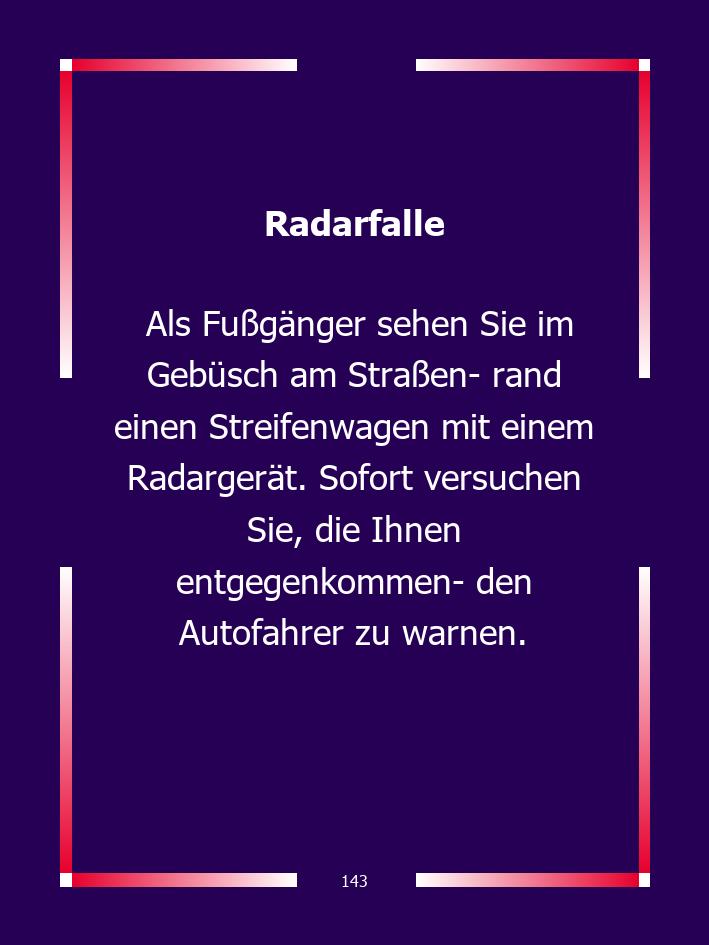 Radarfalle
Als Fußgänger sehen Sie im
Gebüsch am Straßen- rand
einen Streifenwagen mit einem
Radargerät. Sofort versuchen
Sie, die Ihnen
entgegenkommen- den
Autofahrer zu warnen.
143